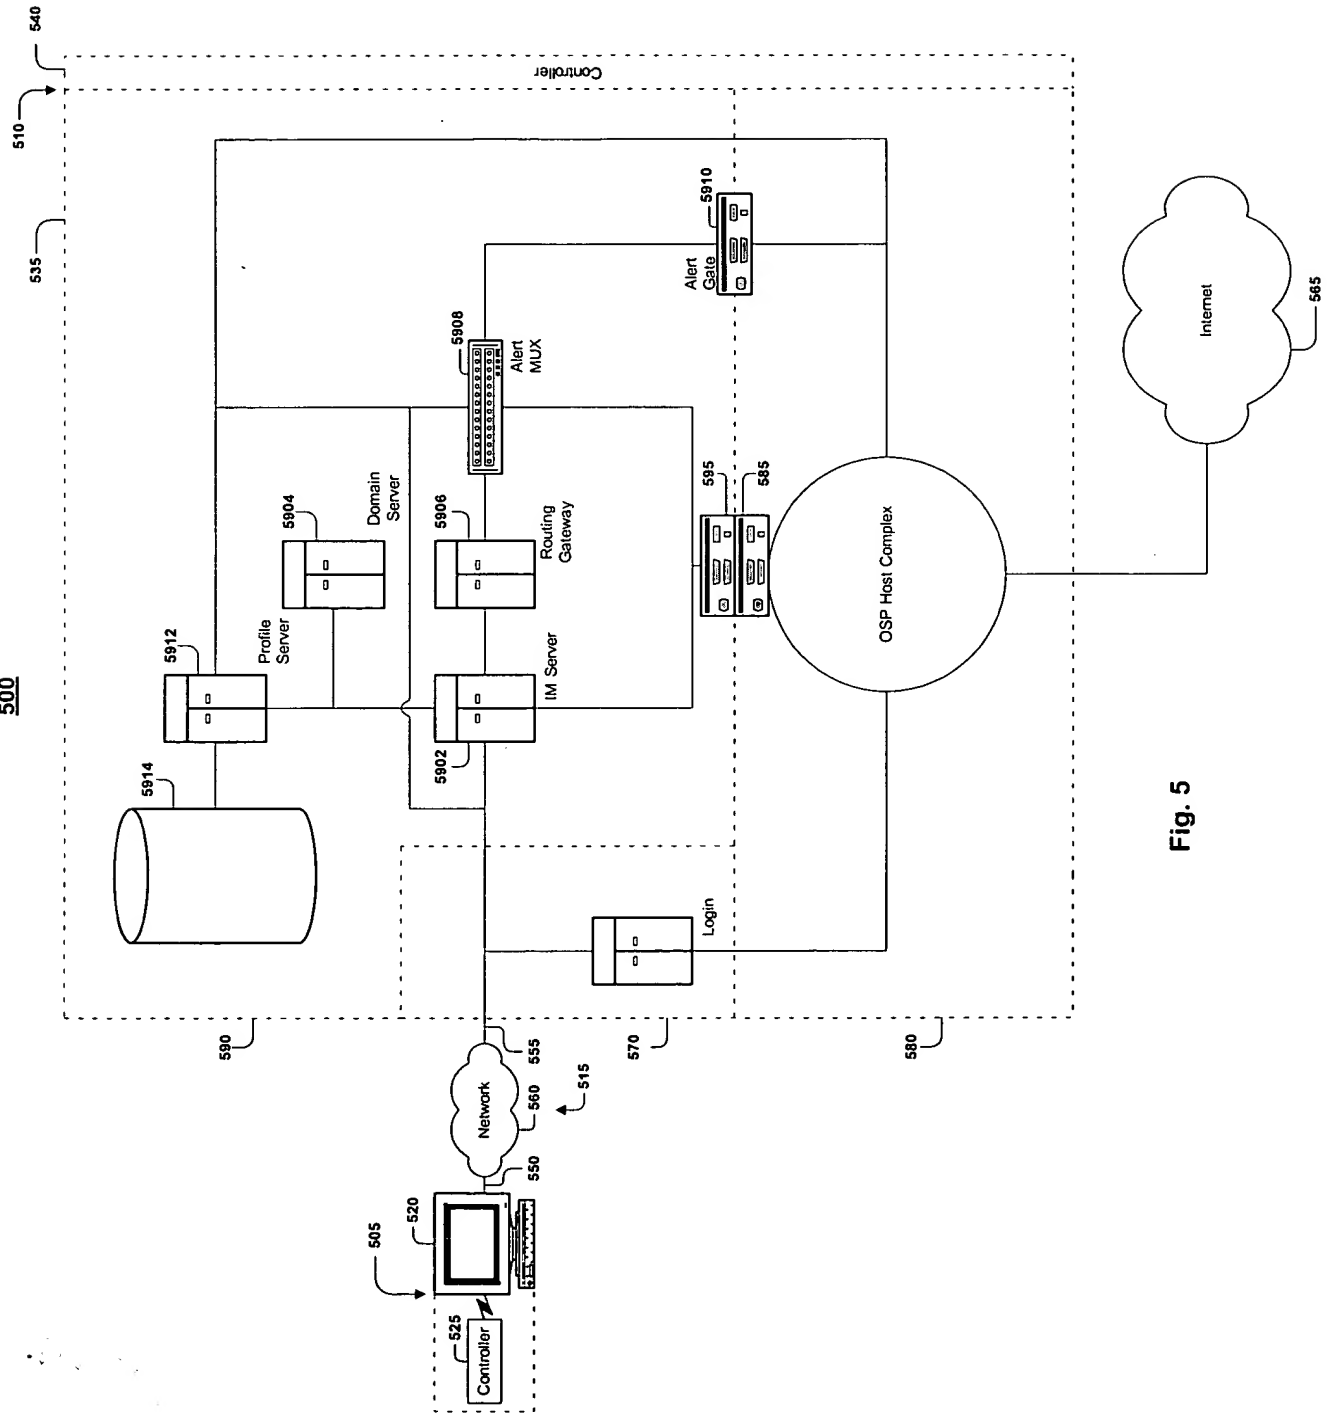 500
505
525
Controller
520
550
Network
560
515
555
590
570
580
5914
5912
Profile
Server
5904
Domain
Server
5902
IM Server
5906
Routing
Gateway
5908
Alert
MUX
Login
595
585
OSP Host Complex
Alert
Gate
5910
535
510
540
Controller
Internet
565
Fig. 5